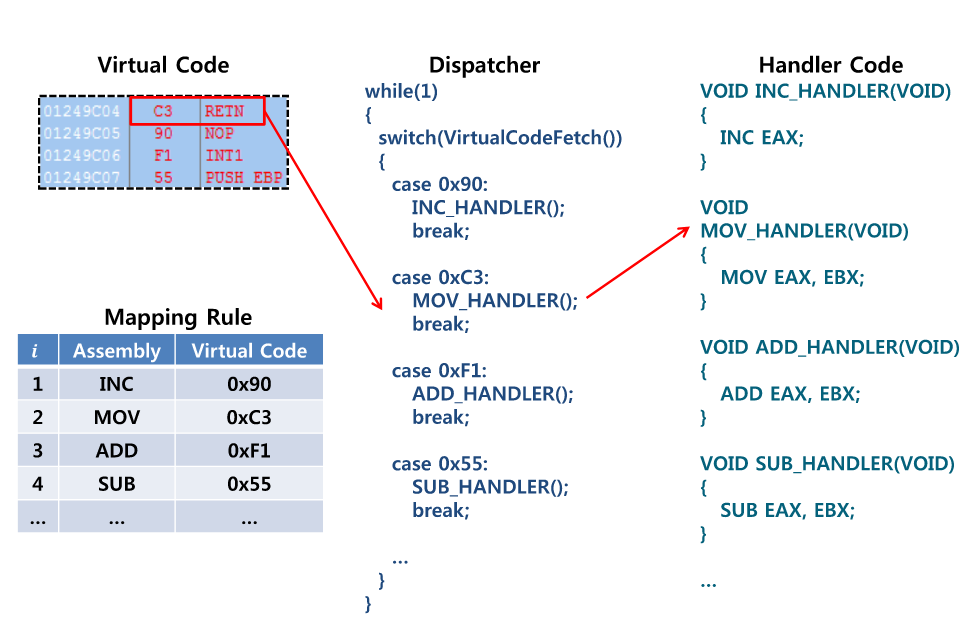 Virtual Code
01249C04 C3 RETN
01249C05 90 NOP
01249C06 F1 INT1
01249C07 55 PUSH EBP
Mapping Rule
i Assembly Virtual Code
1 INC 0x90
2 MOV 0xC3
3 ADD 0xF1
4 SUB 0x55
... ... ...
Dispatcher
while(1)
{
switch(VirtualCodeFetch())
{
case 0x90:
INC_HANDLER();
break;
case 0xC3:
MOV_HANDLER();
break;
case 0xF1:
ADD_HANDLER();
break;
case 0x55:
SUB_HANDLER();
break;
...
}
}
Handler Code
VOID INC_HANDLER(VOID)
{
INC EAX;
}
VOID
MOV_HANDLER(VOID)
{
MOV EAX, EBX;
}
VOID ADD_HANDLER(VOID)
{
ADD EAX, EBX;
}
VOID SUB_HANDLER(VOID)
{
SUB EAX, EBX;
}
...